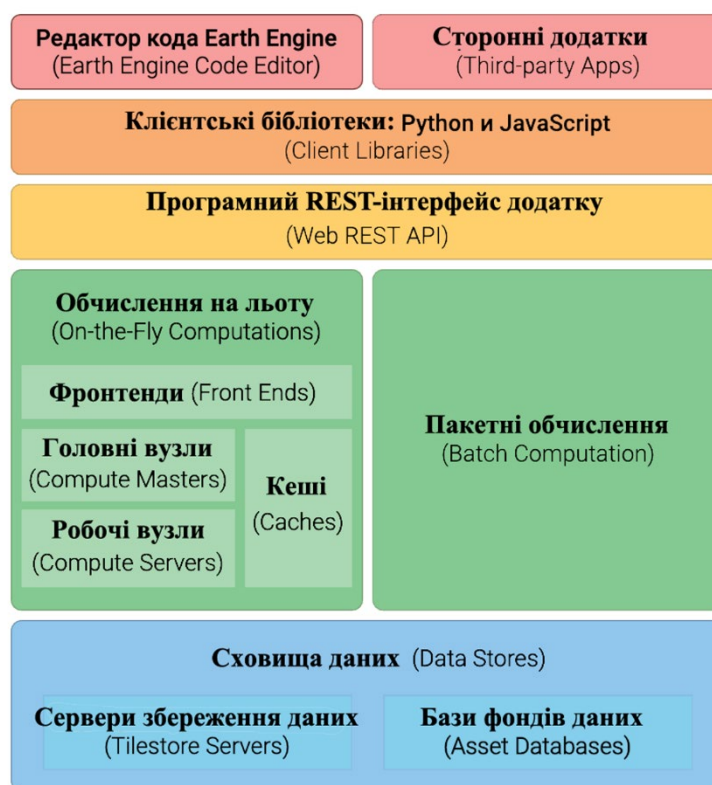 Редактор кода Earth Engine
(Earth Engine Code Editor)
Сторонні додатки
(Third-party Apps)
Клієнтські бібліотеки: Python и JavaScript
(Client Libraries)
Програмний REST-інтерфейс додатку
(Web REST API)
Обчислення на льоту
(On-the-Fly Computations)
Фронтенди (Front Ends)
Головні вузли
(Compute Masters)
Робочі вузли
(Compute Servers)
Кеші
(Caches)
Пакетні обчислення
(Batch Computation)
Сховища даних (Data Stores)
Сервери збереження даних
(Tilestore Servers)
Бази фондів даних
(Asset Databases)